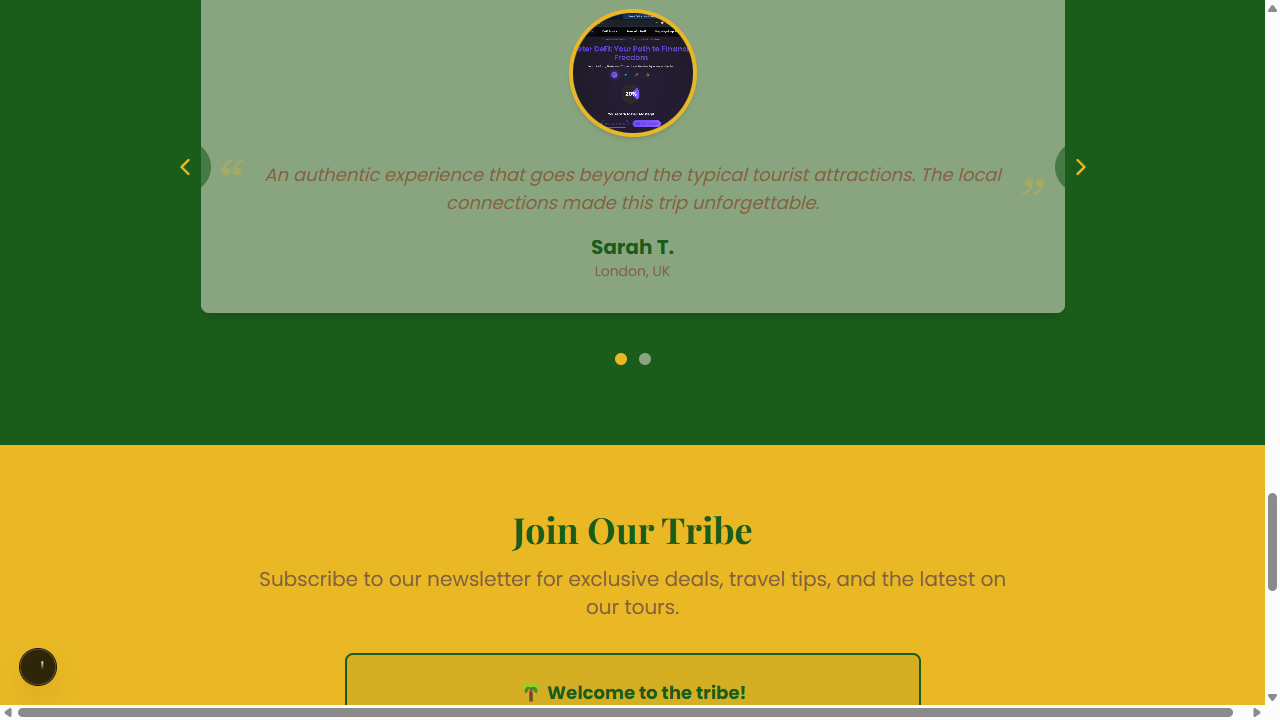 Master DeFi: Your Path to Financial
Freedom
20%
“
An authentic experience that goes beyond the typical tourist attractions. The local
connections made this trip unforgettable.
”
Sarah T.
London, UK
Join Our Tribe
Subscribe to our newsletter for exclusive deals, travel tips, and the latest on
our tours.
🌴 Welcome to the tribe!